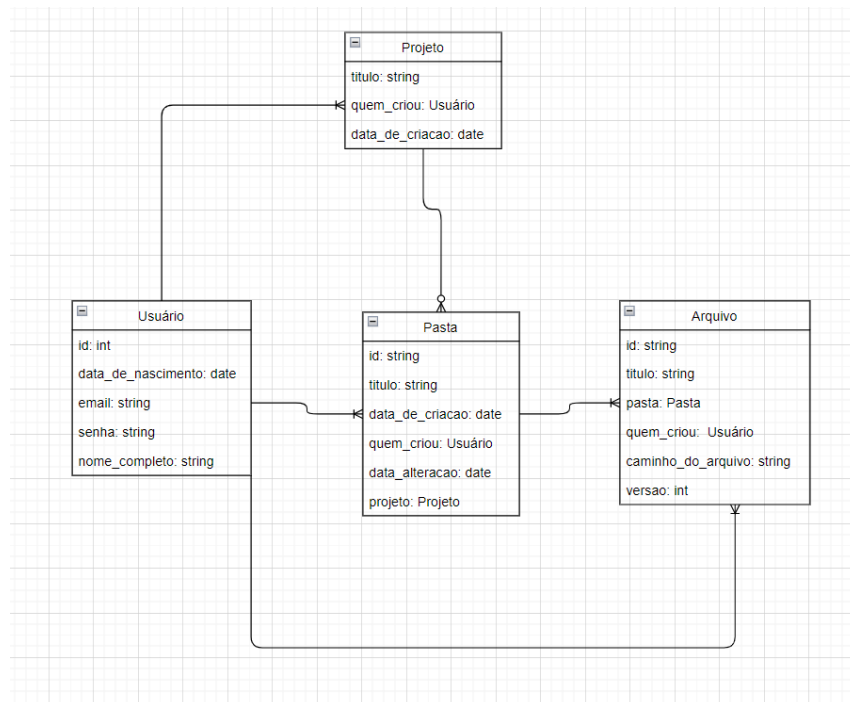 Projeto
titulo: string
quem_criou: Usuário
data_de_criacao: date
Usuário
id: int
data_de_nascimento: date
email: string
senha: string
nome_completo: string
Pasta
id: string
titulo: string
data_de_criacao: date
quem_criou: Usuário
data_alteracao: date
projeto: Projeto
Arquivo
id: string
titulo: string
pasta: Pasta
quem_criou:  Usuário
caminho_do_arquivo: string
versao: int